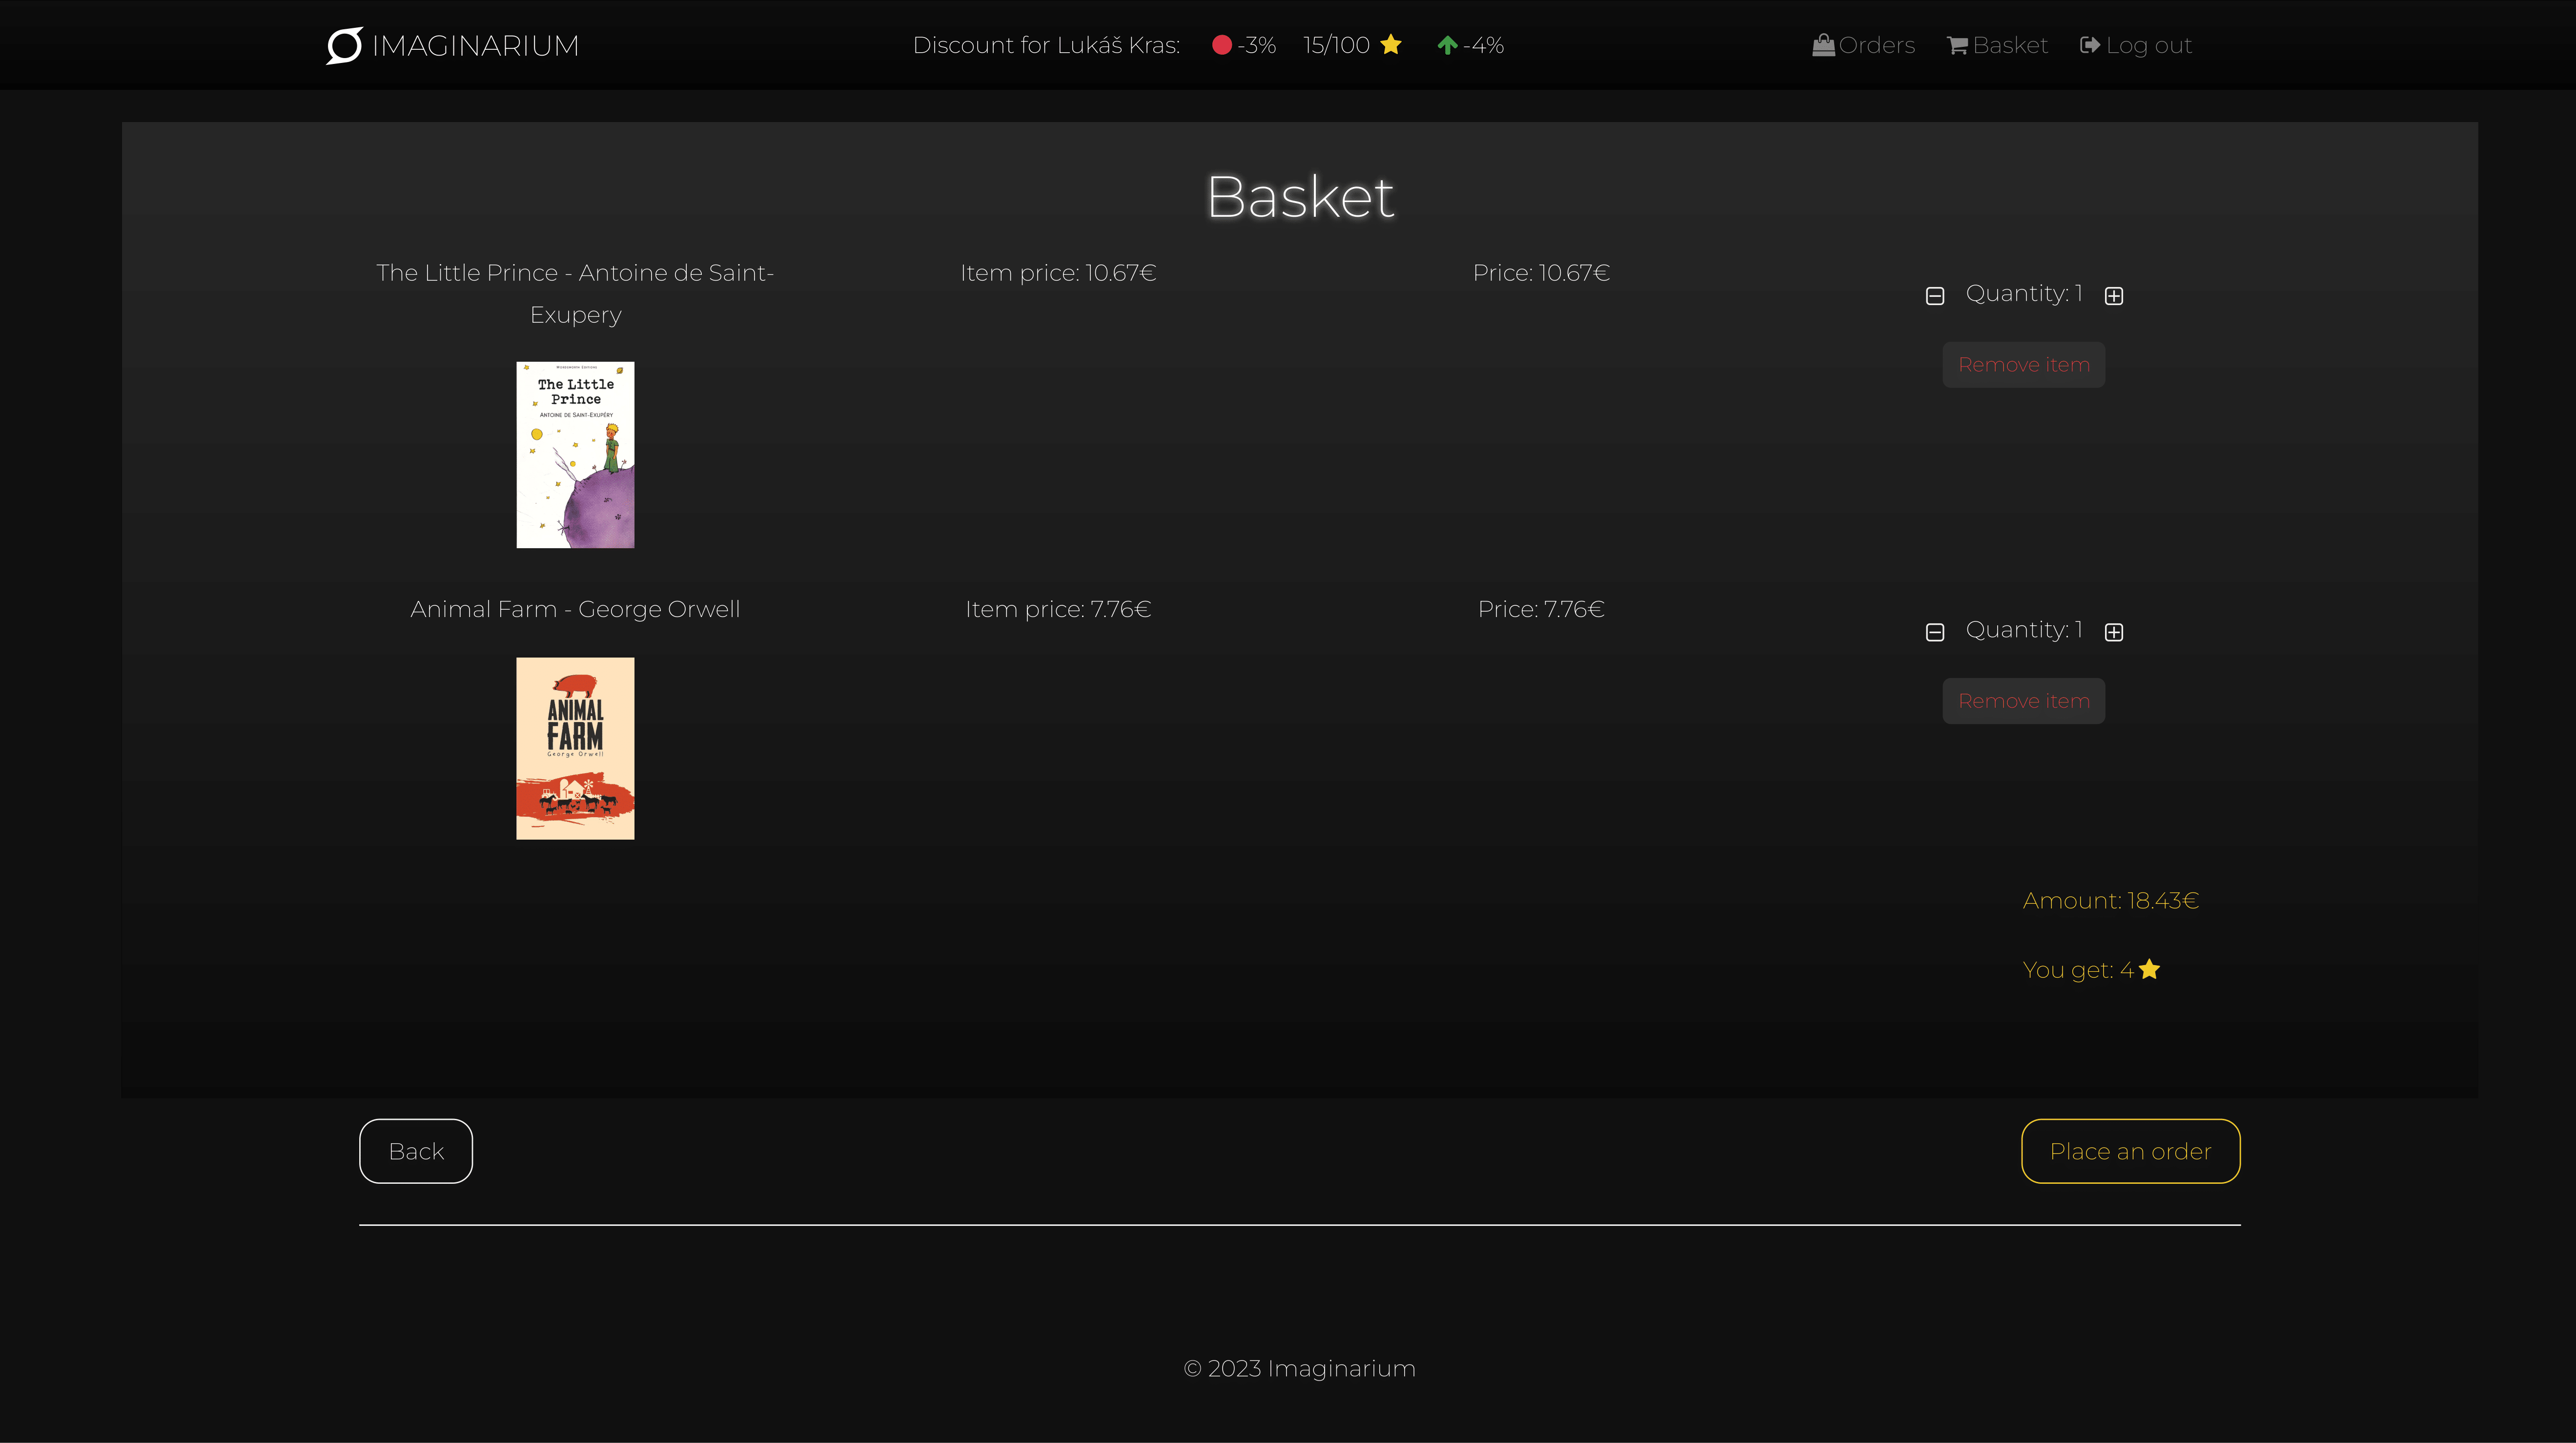 IMAGINARIUM
Discount for Lukáš Kras: -3% 15/100 -4%
Orders Basket Log out
Basket
The Little Prince - Antoine de Saint-
Exupery
Item price: 10.67€
Price: 10.67€
Quantity: 1
Remove item
WORDSWORTH EDITIONS
The Little
Prince
ANTOINE DE SAINT-EXUPÉRY
Animal Farm - George Orwell
Item price: 7.76€
Price: 7.76€
Quantity: 1
Remove item
ANIMAL
FARM
George Orwell
Amount: 18.43€
You get: 4
Back
Place an order
© 2023 Imaginarium